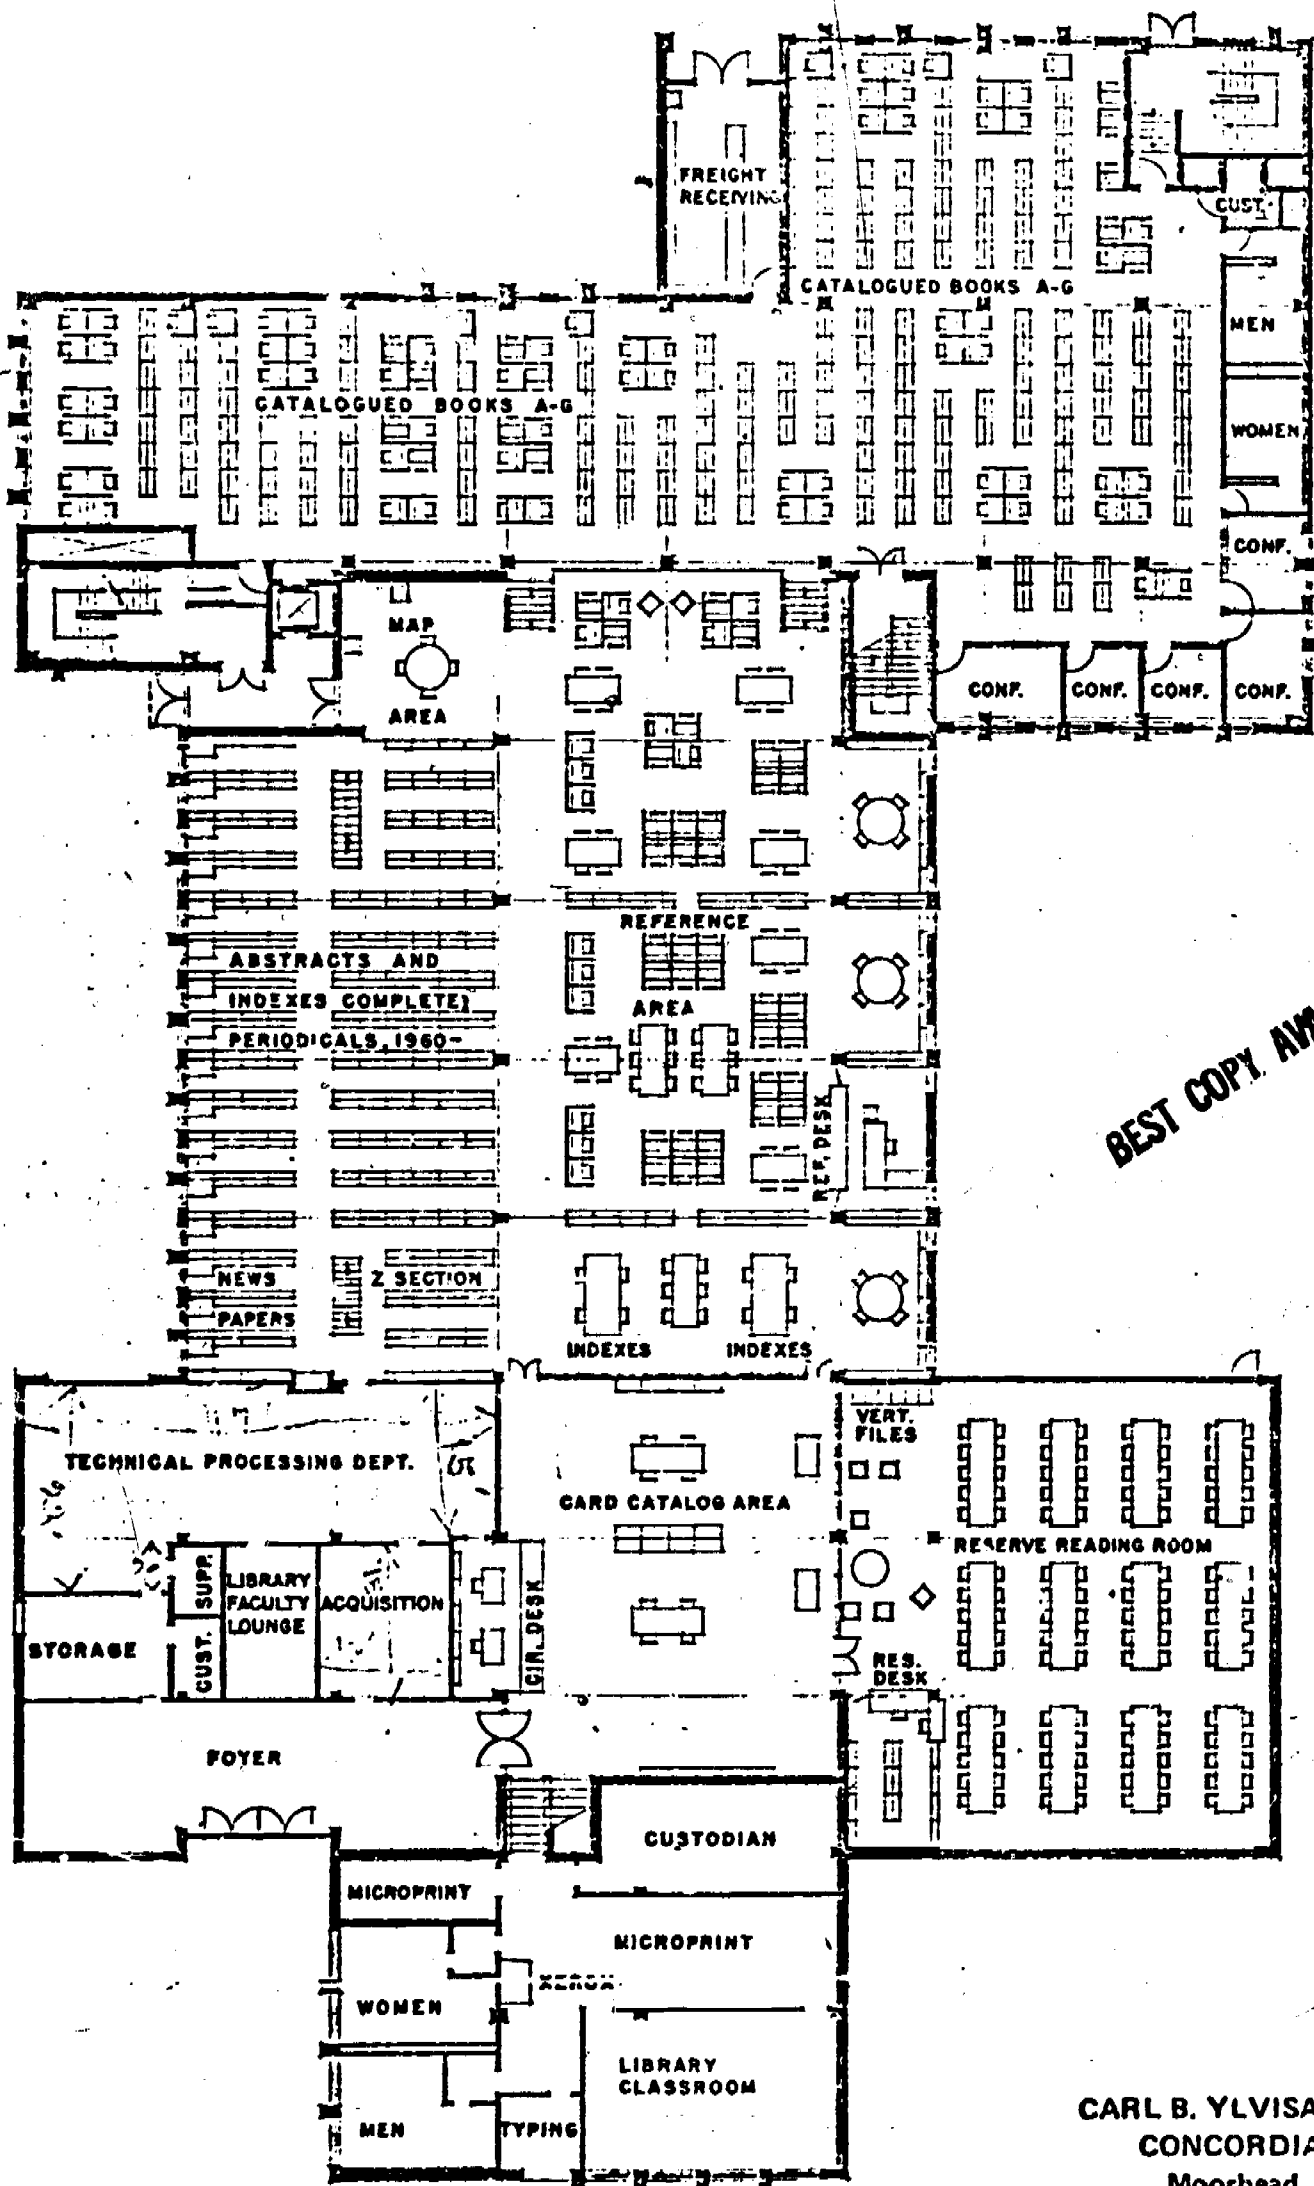 FREIGHT
RECEIVING
CUST.
CATALOGUED BOOKS A-G
MEN
CATALOGUED BOOKS A-G
WOMEN
CONF.
MAP
AREA
CONF.
CONF.
CONF.
CONF.
REFERENCE
AREA
ABSTRACTS AND
INDEXES COMPLETE;
PERIODICALS, 1960-
BEST COPY
REF. DESK
NEWS
PAPERS
Z SECTION
INDEXES
INDEXES
VERT.
FILES
TECHNICAL PROCESSING DEPT.
CARD CATALOG AREA
RESERVE READING ROOM
SUPP.
LIBRARY
FACULTY
LOUNGE
ACQUISITION
CIR. DESK
STORAGE
CUST.
RES.
DESK
FOYER
CUSTODIAN
MICROPRINT
MICROPRINT
XEROX
WOMEN
LIBRARY
CLASSROOM
MEN
TYPING
CARL B. YLVISA
CONCORDIA
Moorhead